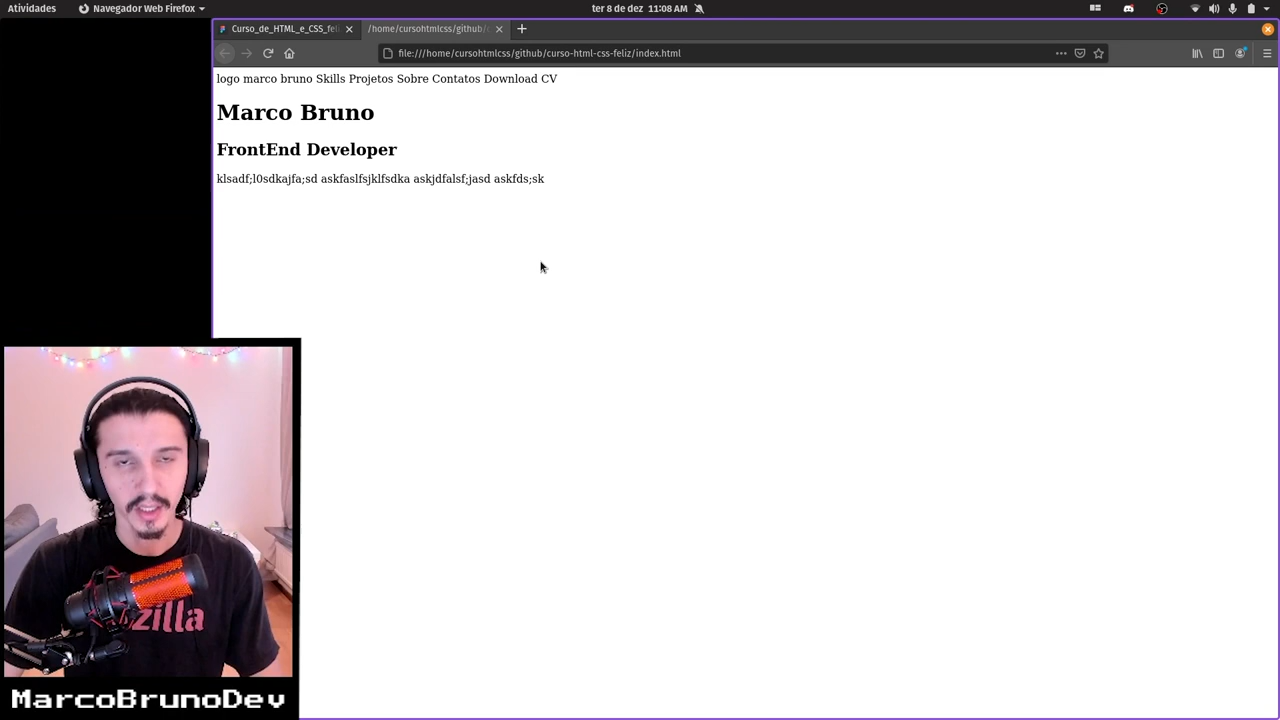 Atividades Navegador Web Firefox ter 8 de dez 11:08 AM
Curso_de_HTML_e_CSS_feli /home/cursohtmlcss/github/c
file:///home/cursohtmlcss/github/curso-html-css-feliz/index.html
logo marco bruno Skills Projetos Sobre Contatos Download CV
Marco Bruno
FrontEnd Developer
klsadf;l0sdkajfa;sd askfaslfsjklfsdka askjdfalsf;jasd askfds;sk
zilla
MarcoBrunoDev